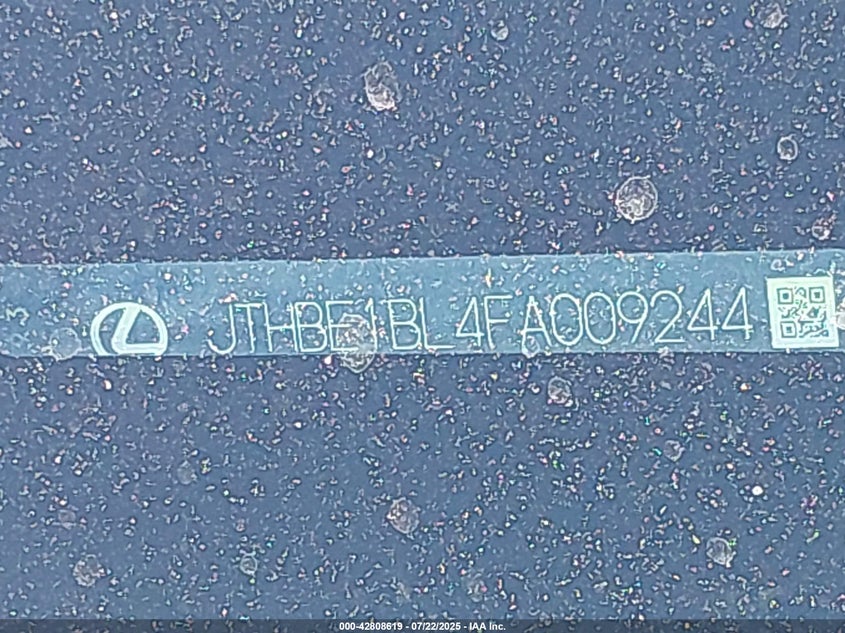 JTHBE1BL4FA009244
000-42808619 - 07/22/2025 - IAA Inc.